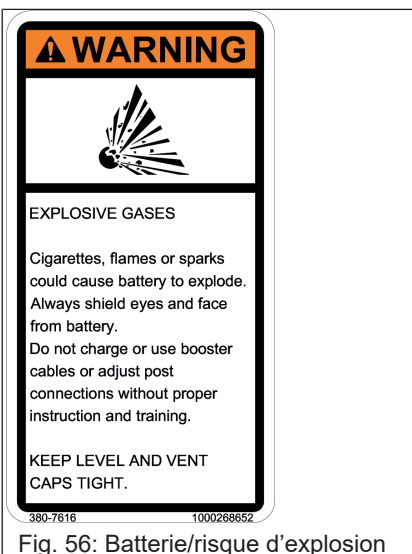 WARNING
EXPLOSIVE GASES
Cigarettes, flames or sparks
could cause battery to explode.
Always shield eyes and face
from battery.
Do not charge or use booster
cables or adjust post
connections without proper
instruction and training.
KEEP LEVEL AND VENT
CAPS TIGHT.
380-7616 1000268652
Fig. 56: Batterie/risque d’explosion